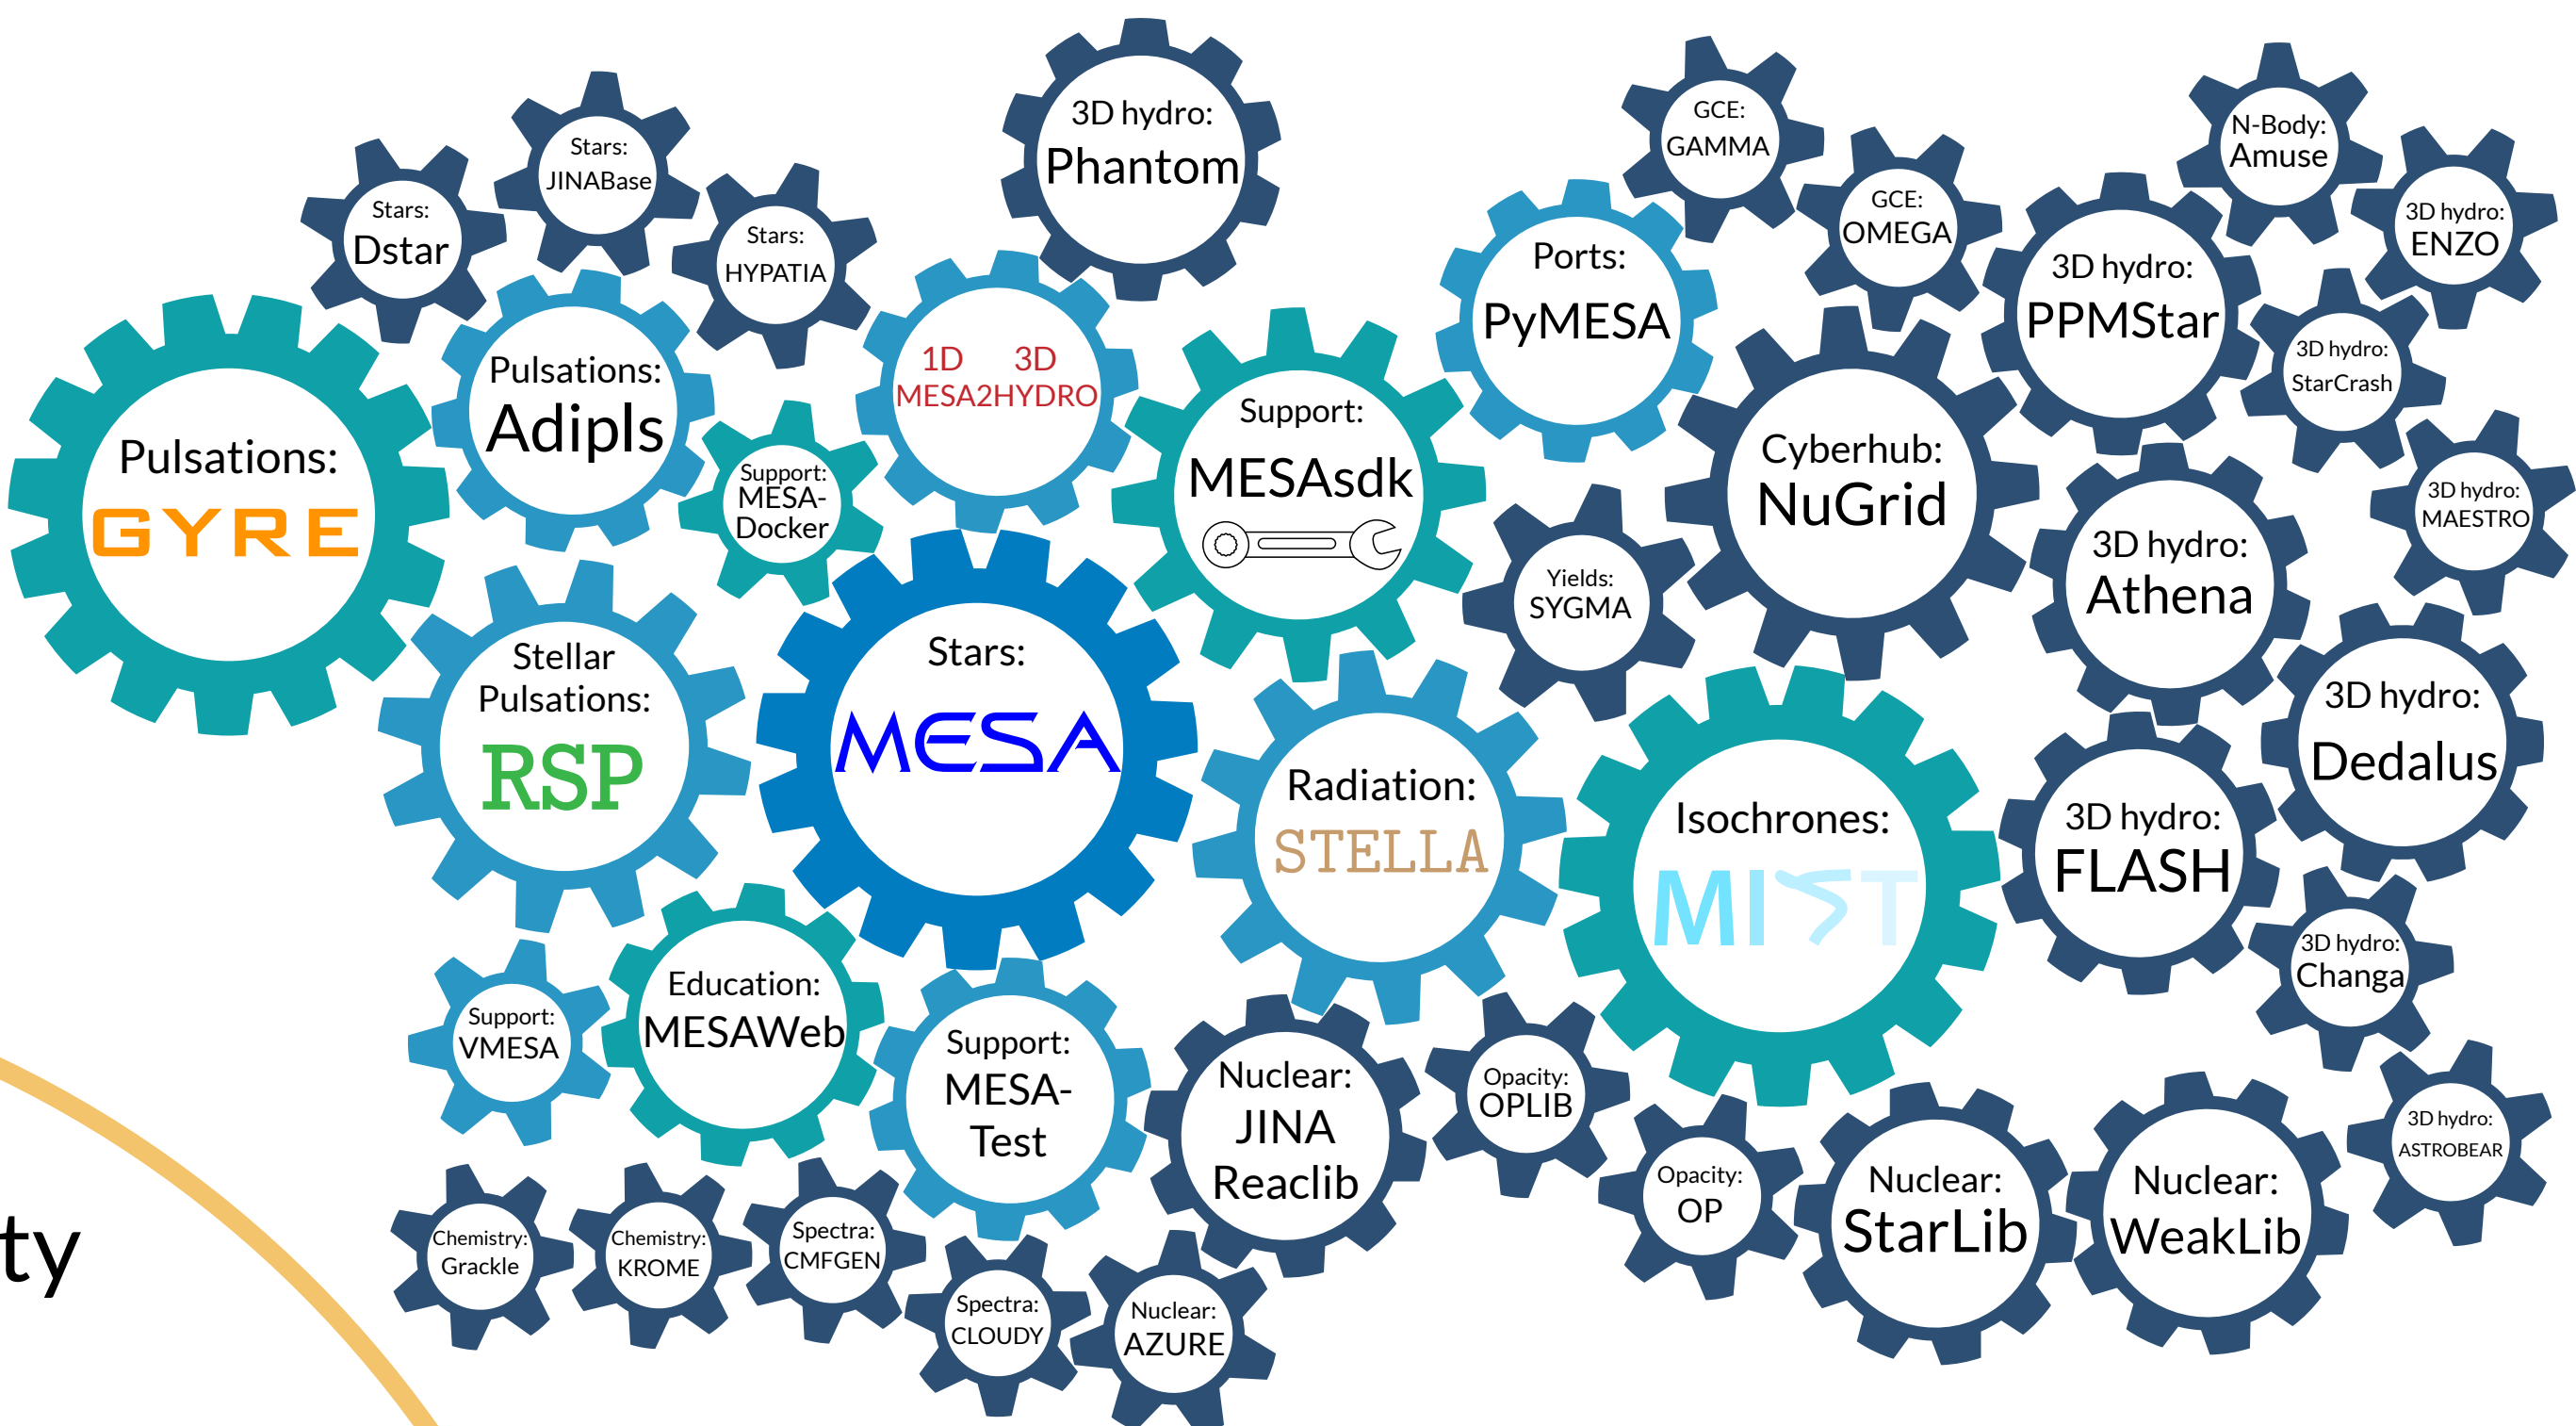 3D hydro:
Phantom
GCE:
GAMMA
N-Body:
Amuse
Stars:
JINABase
Stars:
Dstar
Stars:
HYPATIA
GCE:
OMEGA
3D hydro:
ENZO
Ports:
PyMESA
3D hydro:
PPMStar
3D hydro:
StarCrash
Pulsations:
Adipls
1D 3D
MESA2HYDRO
Support:
MESAsdk
Pulsations:
GYRE
Support:
MESA-
Docker
Cyberhub:
NuGrid
3D hydro:
MAESTRO
Yields:
SYGMA
3D hydro:
Athena
Stellar
Pulsations:
RSP
Stars:
MESA
Radiation:
STELLA
Isochrones:
MIST
3D hydro:
Dedalus
3D hydro:
FLASH
3D hydro:
Changa
Support:
VMESA
Education:
MESAWeb
Support:
MESA-
Test
Nuclear:
JINA
Reaclib
Opacity:
OPLIB
Opacity:
OP
Nuclear:
StarLib
Nuclear:
WeakLib
3D hydro:
ASTROBEAR
ty
Chemistry:
Grackle
Chemistry:
KROME
Spectra:
CMFGEN
Spectra:
CLOUDY
Nuclear:
AZURE